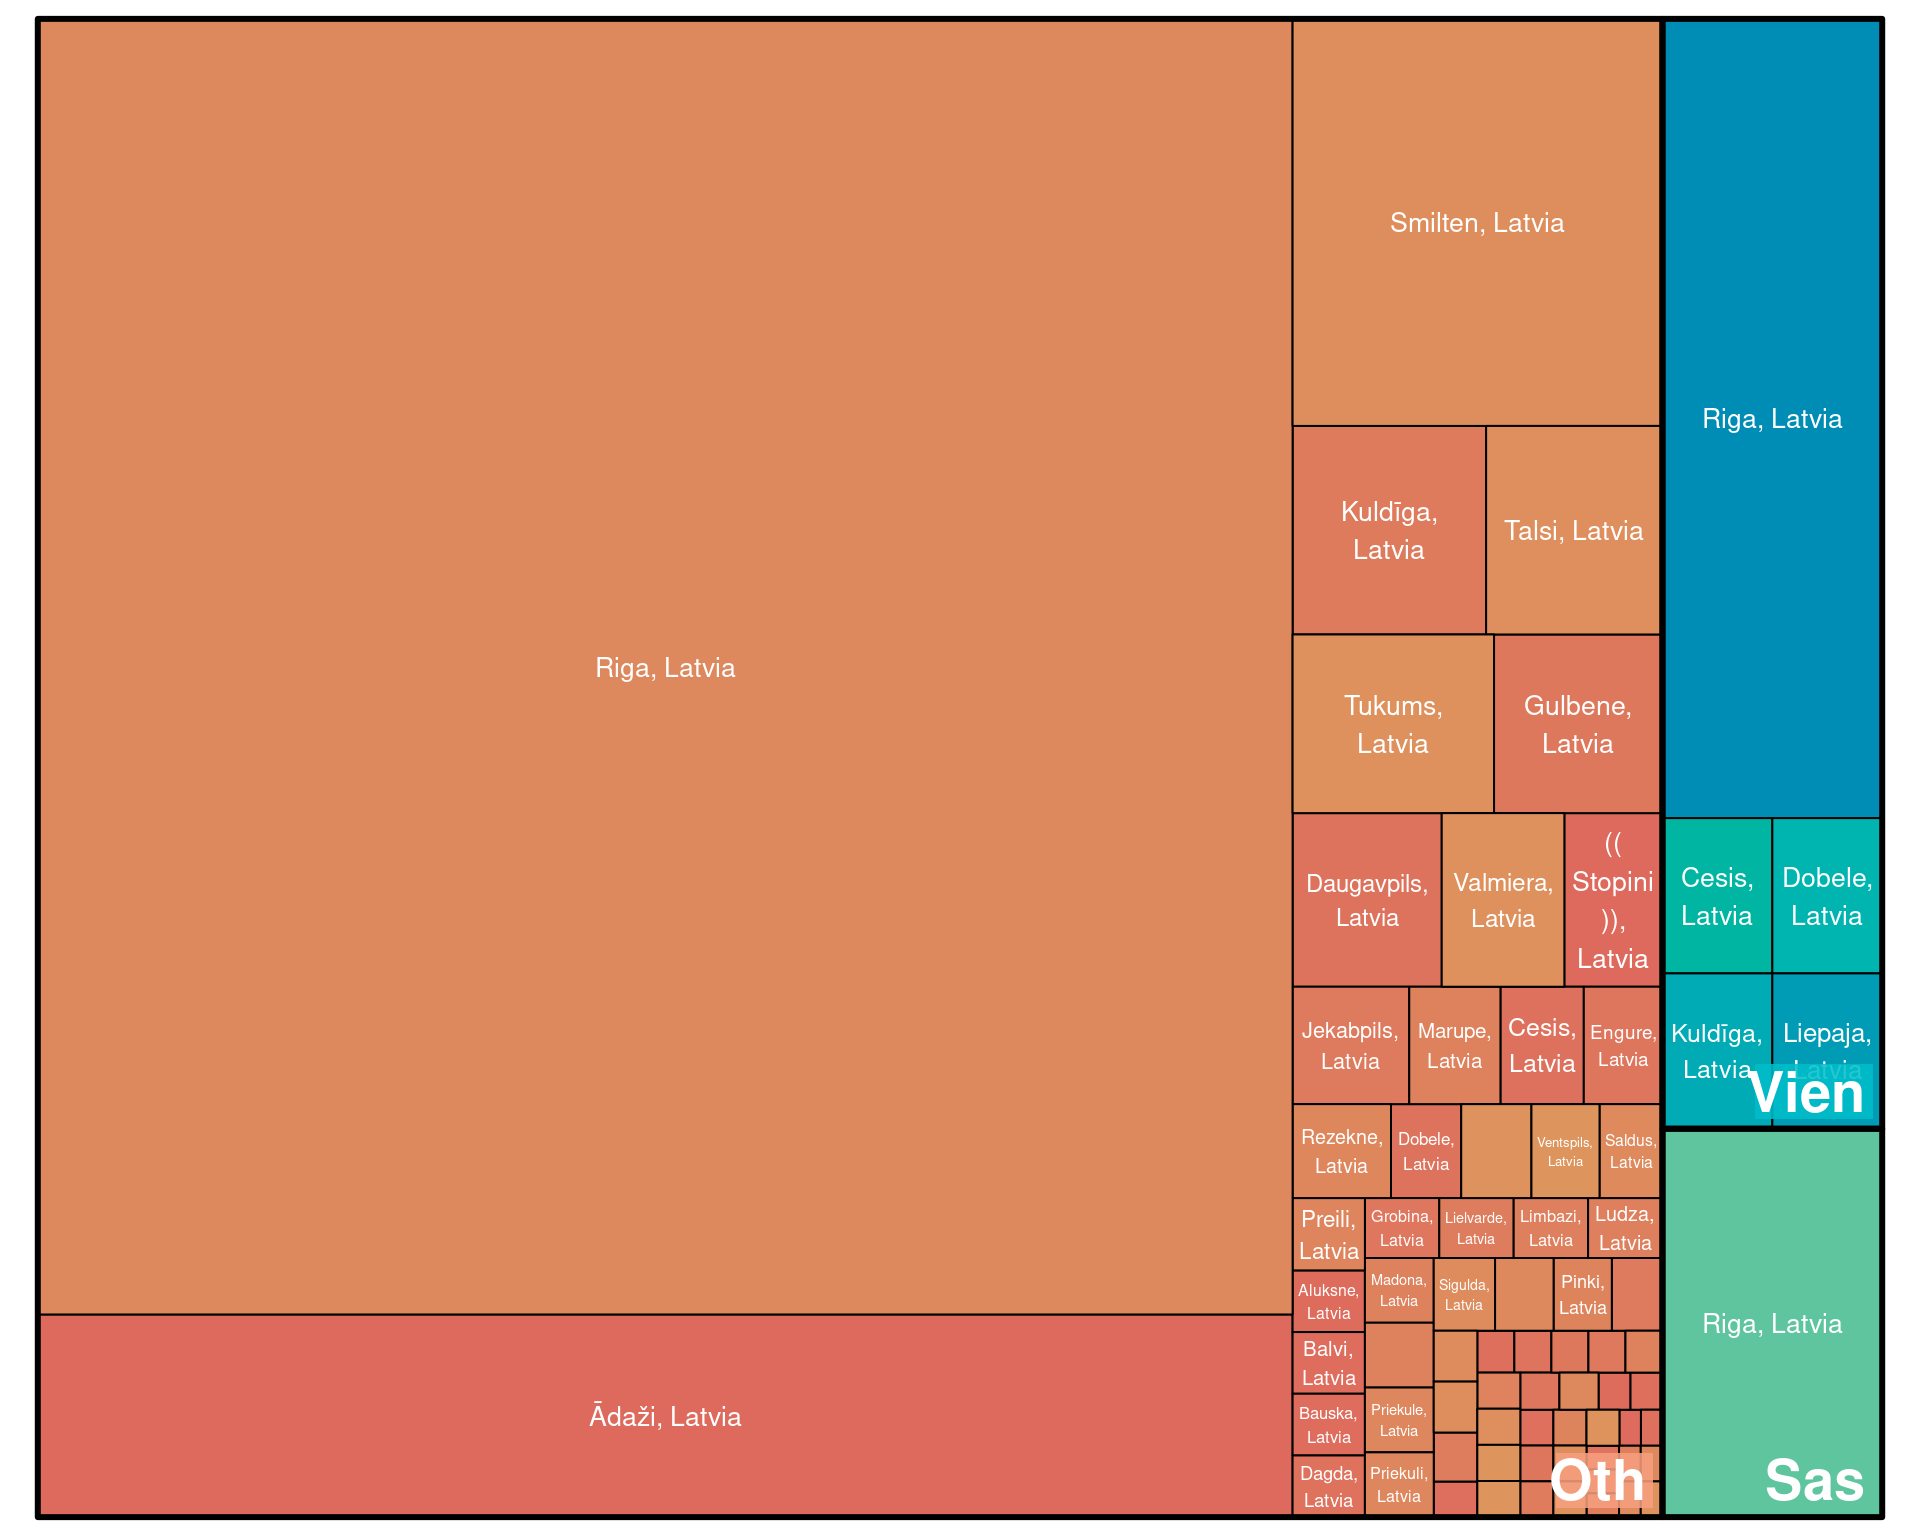 Riga, Latvia
Ādaži, Latvia
Smilten, Latvia
Kuldīga,
Latvia
Talsi, Latvia
Tukums,
Latvia
Gulbene,
Latvia
Daugavpils,
Latvia
Valmiera,
Latvia
((
Stopini
)),
Latvia
Jekabpils,
Latvia
Marupe,
Latvia
Cesis,
Latvia
Engure,
Latvia
Rezekne,
Latvia
Dobele,
Latvia
Ventspils,
Latvia
Saldus,
Latvia
Preili,
Latvia
Grobina,
Latvia
Lielvarde,
Latvia
Limbazi,
Latvia
Ludza,
Latvia
Aluksne,
Latvia
Madona,
Latvia
Sigulda,
Latvia
Pinki,
Latvia
Balvi,
Latvia
Bauska,
Latvia
Priekule,
Latvia
Dagda,
Latvia
Priekuli,
Latvia
Oth
Riga, Latvia
Cesis,
Latvia
Dobele,
Latvia
Kuldīga,
Latvia
Liepaja,
Latvia
Vien
Riga, Latvia
Sas